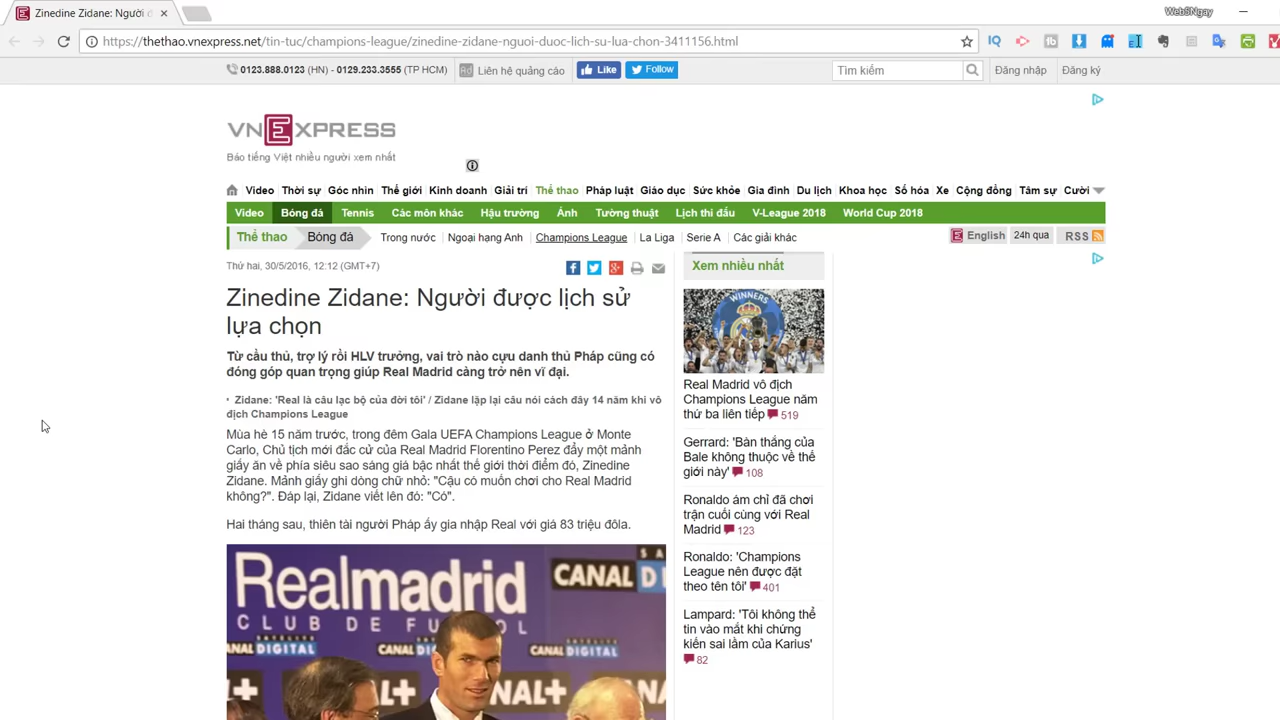 Zinedine Zidane: Người đ
WebSNgay
https://thethao.vnexpress.net/tin-tuc/champions-league/zinedine-zidane-nguoi-duoc-lich-su-lua-chon-3411156.html
0123.888.0123 (HN) - 0129.233.3555 (TP HCM) Ad Liên hệ quảng cáo Like Follow Tìm kiếm Đăng nhập Đăng ký
VNEXPRESS
Báo tiếng Việt nhiều người xem nhất
Video Thời sự Góc nhìn Thế giới Kinh doanh Giải trí Thể thao Pháp luật Giáo dục Sức khỏe Gia đình Du lịch Khoa học Số hóa Xe Cộng đồng Tâm sự Cười
Video Bóng đá Tennis Các môn khác Hậu trường Ảnh Tường thuật Lịch thi đấu V-League 2018 World Cup 2018
Thể thao Bóng đá Trong nước Ngoại hạng Anh Champions League La Liga Serie A Các giải khác E English 24h qua RSS
Thứ hai, 30/5/2016, 12:12 (GMT+7)
Zinedine Zidane: Người được lịch sử
lựa chọn
Từ cầu thủ, trợ lý rồi HLV trưởng, vai trò nào cựu danh thủ Pháp cũng có
đóng góp quan trọng giúp Real Madrid càng trở nên vĩ đại.
Zidane: 'Real là câu lạc bộ của đời tôi' / Zidane lặp lại câu nói cách đây 14 năm khi vô
địch Champions League
Mùa hè 15 năm trước, trong đêm Gala UEFA Champions League ở Monte
Carlo, Chủ tịch mới đắc cử của Real Madrid Florentino Perez đẩy một mảnh
giấy ăn về phía siêu sao sáng giá bậc nhất thế giới thời điểm đó, Zinedine
Zidane. Mảnh giấy ghi dòng chữ nhỏ: "Cậu có muốn chơi cho Real Madrid
không?". Đáp lại, Zidane viết lên đó: "Có".
Hai tháng sau, thiên tài người Pháp ấy gia nhập Real với giá 83 triệu đôla.
Realmadrid
CLUB DE FUTBOL
CANAL
SATELITE
DIGITAL
CANAL+
Xem nhiều nhất
WINNERS
Real Madrid vô địch
Champions League năm
thứ ba liên tiếp 519
Gerrard: 'Bàn thắng của
Bale không thuộc về thế
giới này' 108
Ronaldo ám chỉ đã chơi
trận cuối cùng với Real
Madrid 123
Ronaldo: 'Champions
League nên được đặt
theo tên tôi' 401
Lampard: 'Tôi không thể
tin vào mắt khi chứng
kiến sai lầm của Karius'
82